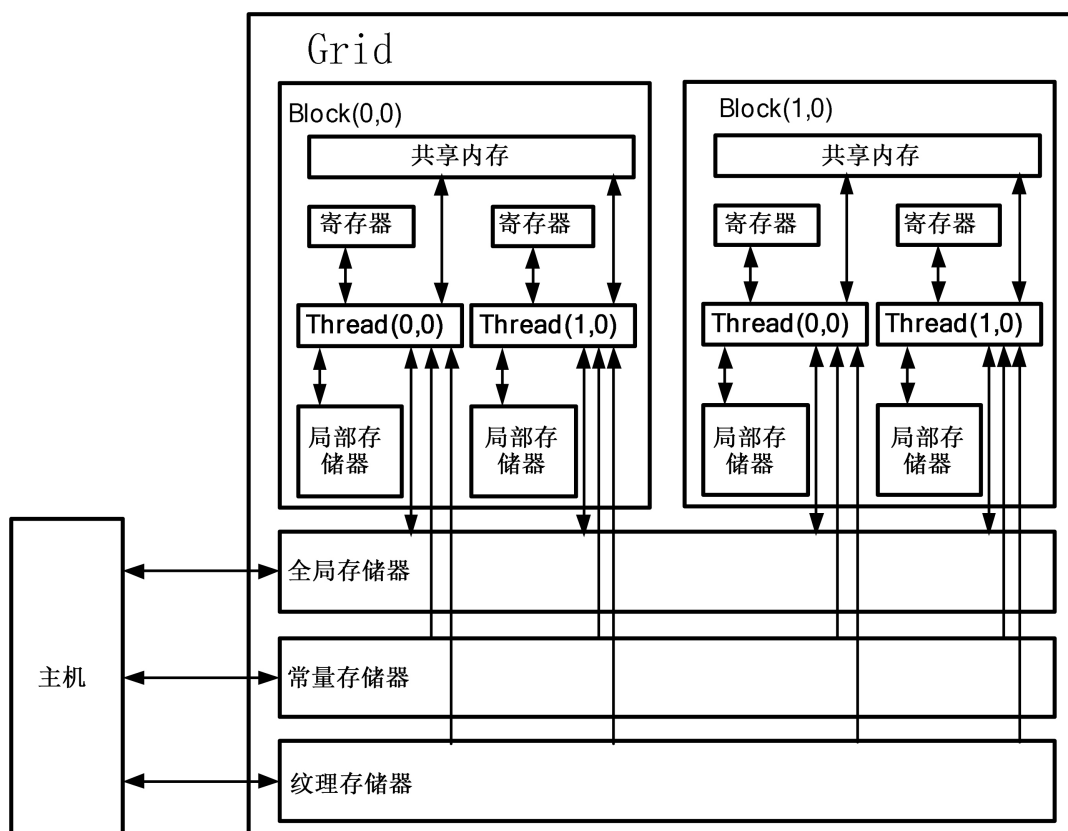 Grid
Block(0,0)
共享内存
寄存器
寄存器
Thread(0,0)
Thread(1,0)
局部存
储器
局部存
储器
Block(1,0)
共享内存
寄存器
寄存器
Thread(0,0)
Thread(1,0)
局部存
储器
局部存
储器
主机
全局存储器
常量存储器
纹理存储器